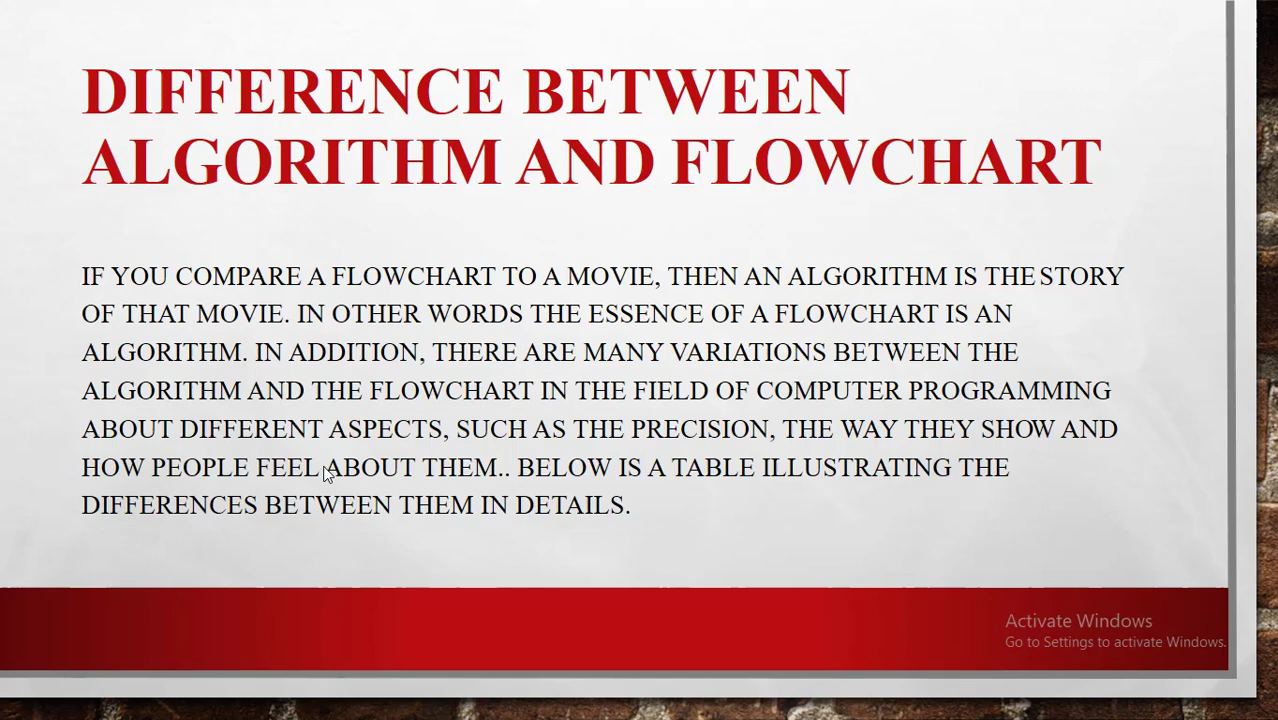 DIFFERENCE BETWEEN
ALGORITHM AND FLOWCHART
IF YOU COMPARE A FLOWCHART TO A MOVIE, THEN AN ALGORITHM IS THE STORY
OF THAT MOVIE. IN OTHER WORDS THE ESSENCE OF A FLOWCHART IS AN
ALGORITHM. IN ADDITION, THERE ARE MANY VARIATIONS BETWEEN THE
ALGORITHM AND THE FLOWCHART IN THE FIELD OF COMPUTER PROGRAMMING
ABOUT DIFFERENT ASPECTS, SUCH AS THE PRECISION, THE WAY THEY SHOW AND
HOW PEOPLE FEEL ABOUT THEM.. BELOW IS A TABLE ILLUSTRATING THE
DIFFERENCES BETWEEN THEM IN DETAILS.
Activate Windows
Go to Settings to activate Windows.